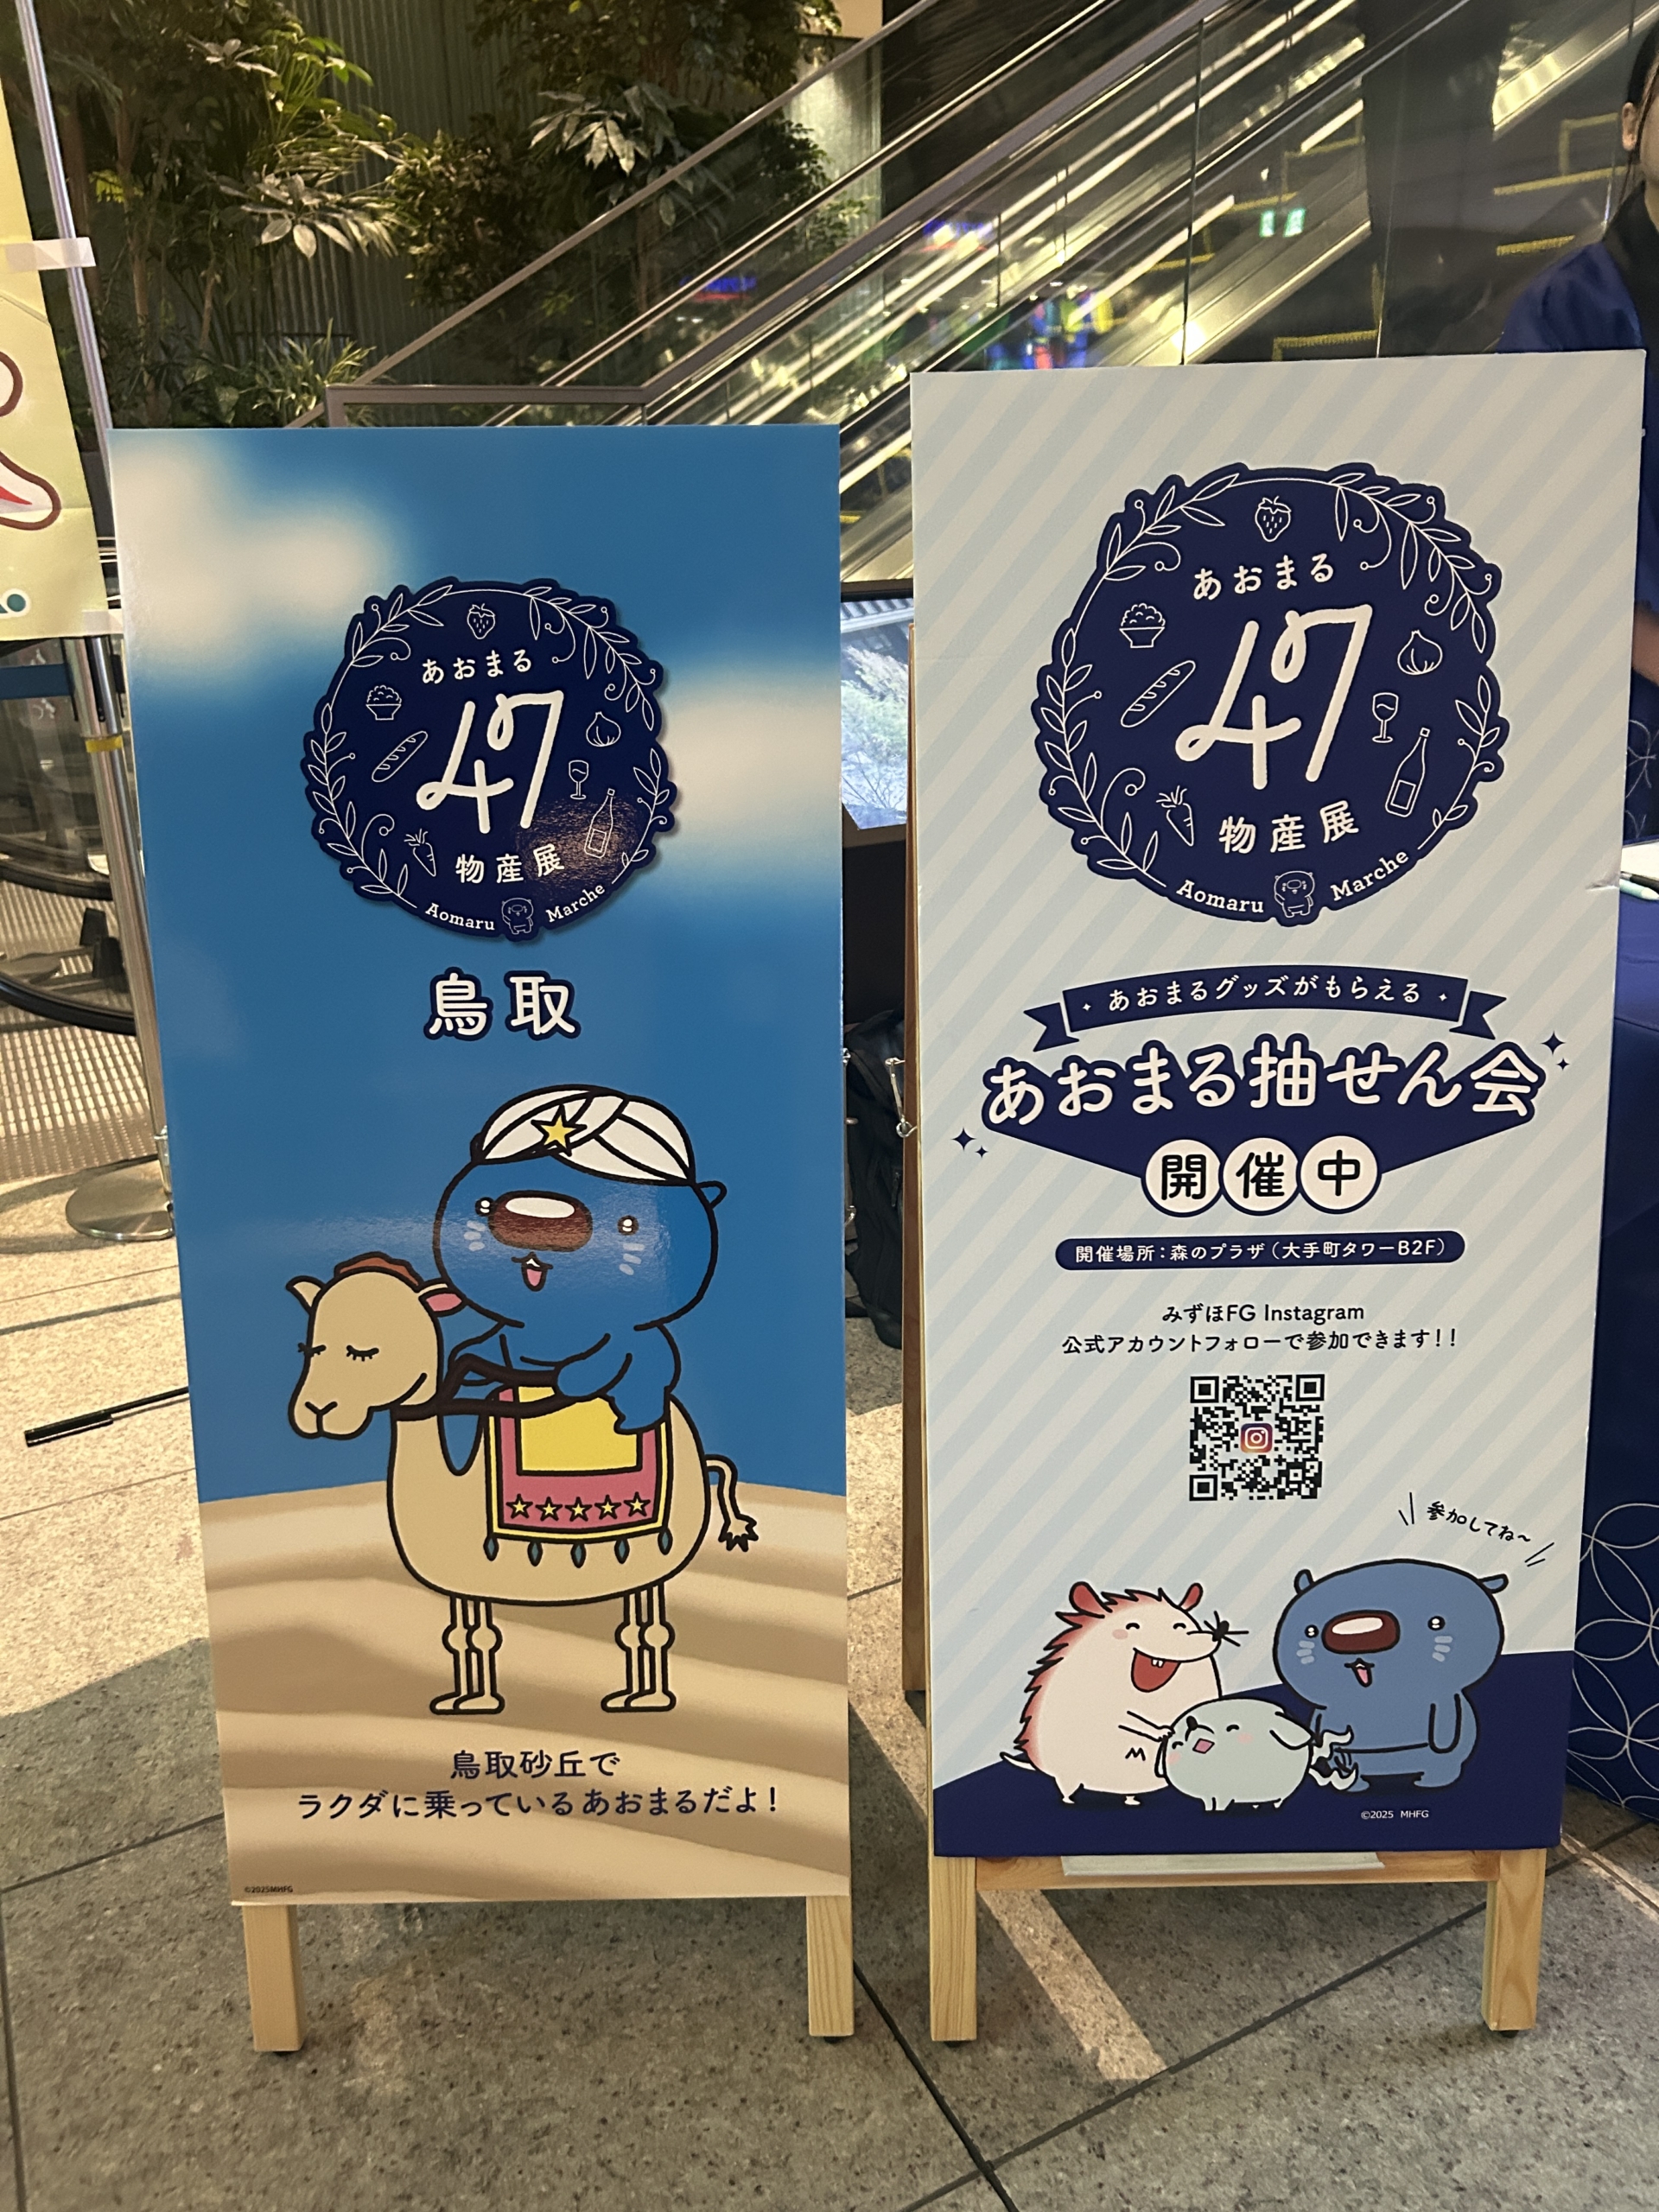 あおまる
47
物産展
Aomaru Marche
鳥取
鳥取砂丘で
ラクダに乗っているあおまるだよ！
©2025MHFG
あおまる
47
物産展
Aomaru Marche
あおまるグッズがもらえる
あおまる抽せん会
開催中
開催場所：森のプラザ（大手町タワーB2F）
みずほFG Instagram
公式アカウントフォローで参加できます！！
参加してね〜
©2025 MHFG